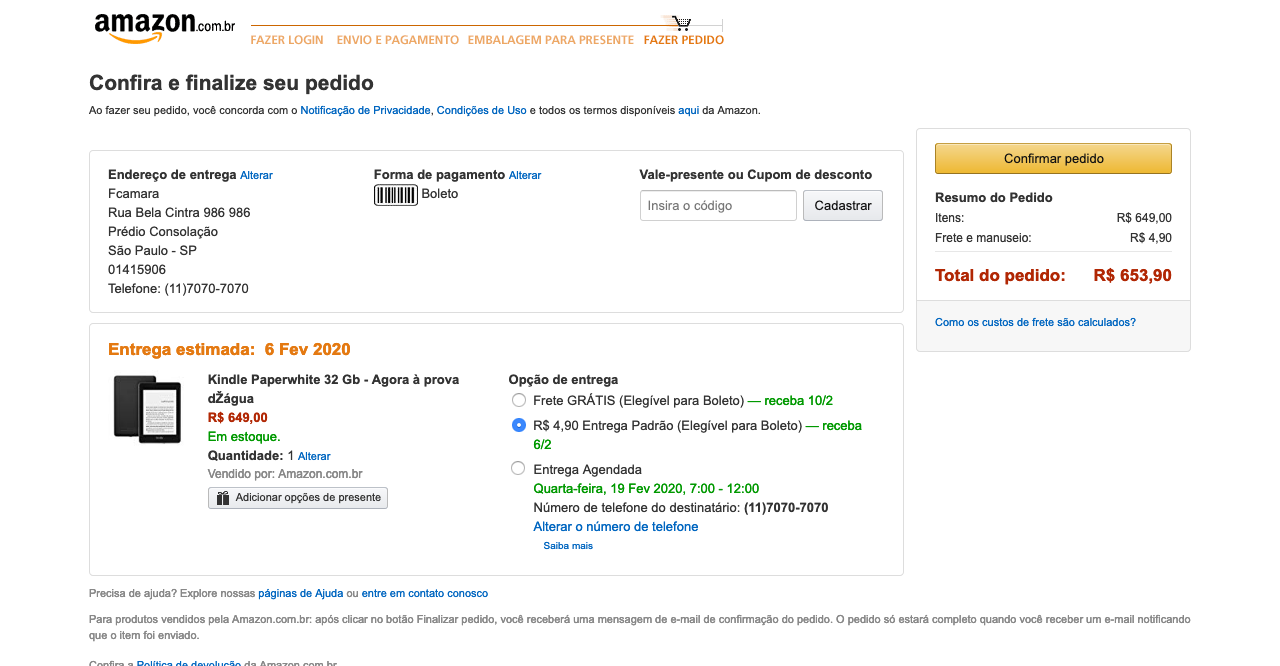 amazon.com.br
FAZER LOGIN ENVIO E PAGAMENTO EMBALAGEM PARA PRESENTE FAZER PEDIDO
Confira e finalize seu pedido
Ao fazer seu pedido, você concorda com o Notificação de Privacidade, Condições de Uso e todos os termos disponíveis aqui da Amazon.
Endereço de entrega Alterar
Fcamara
Rua Bela Cintra 986 986
Prédio Consolação
São Paulo - SP
01415906
Telefone: (11)7070-7070
Forma de pagamento Alterar
Boleto
Vale-presente ou Cupom de desconto
Insira o código Cadastrar
Confirmar pedido
Resumo do Pedido
Itens: R$ 649,00
Frete e manuseio: R$ 4,90
Total do pedido: R$ 653,90
Como os custos de frete são calculados?
Entrega estimada: 6 Fev 2020
Kindle Paperwhite 32 Gb - Agora à prova
dŽágua
R$ 649,00
Em estoque.
Quantidade: 1 Alterar
Vendido por: Amazon.com.br
Adicionar opções de presente
Opção de entrega
Frete GRÁTIS (Elegível para Boleto) — receba 10/2
R$ 4,90 Entrega Padrão (Elegível para Boleto) — receba
6/2
Entrega Agendada
Quarta-feira, 19 Fev 2020, 7:00 - 12:00
Número de telefone do destinatário: (11)7070-7070
Alterar o número de telefone
Saiba mais
Precisa de ajuda? Explore nossas páginas de Ajuda ou entre em contato conosco
Para produtos vendidos pela Amazon.com.br: após clicar no botão Finalizar pedido, você receberá uma mensagem de e-mail de confirmação do pedido. O pedido só estará completo quando você receber um e-mail notificando
que o item foi enviado.
Confira a Política de devolução da Amazon.com.br